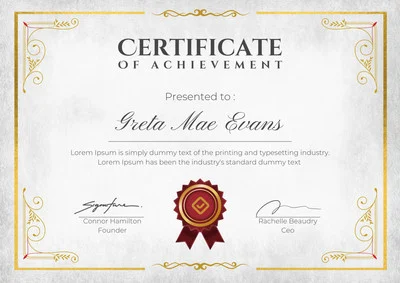 CERTIFICATE
OF ACHIEVEMENT
Presented to :
Greta Mae Evans
Lorem Ipsum is simply dummy text of the printing and typesetting industry.
Lorem Ipsum has been the industry's standard dummy text
Signature.
Connor Hamilton
Founder
Rachelle Beaudry
Ceo